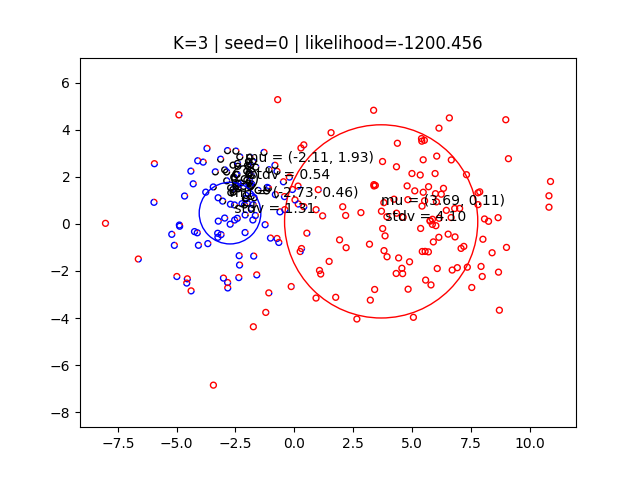 K=3 | seed=0 | likelihood=-1200.456
6
4
2
0
−2
−4
−6
−8
mu = (-2.11, 1.93)
stdv = 0.54
mu = (-2.73, 0.46)
stdv = 1.31
mu = (3.69, 0.11)
stdv = 4.10
−7.5 −5.0 −2.5 0.0 2.5 5.0 7.5 10.0